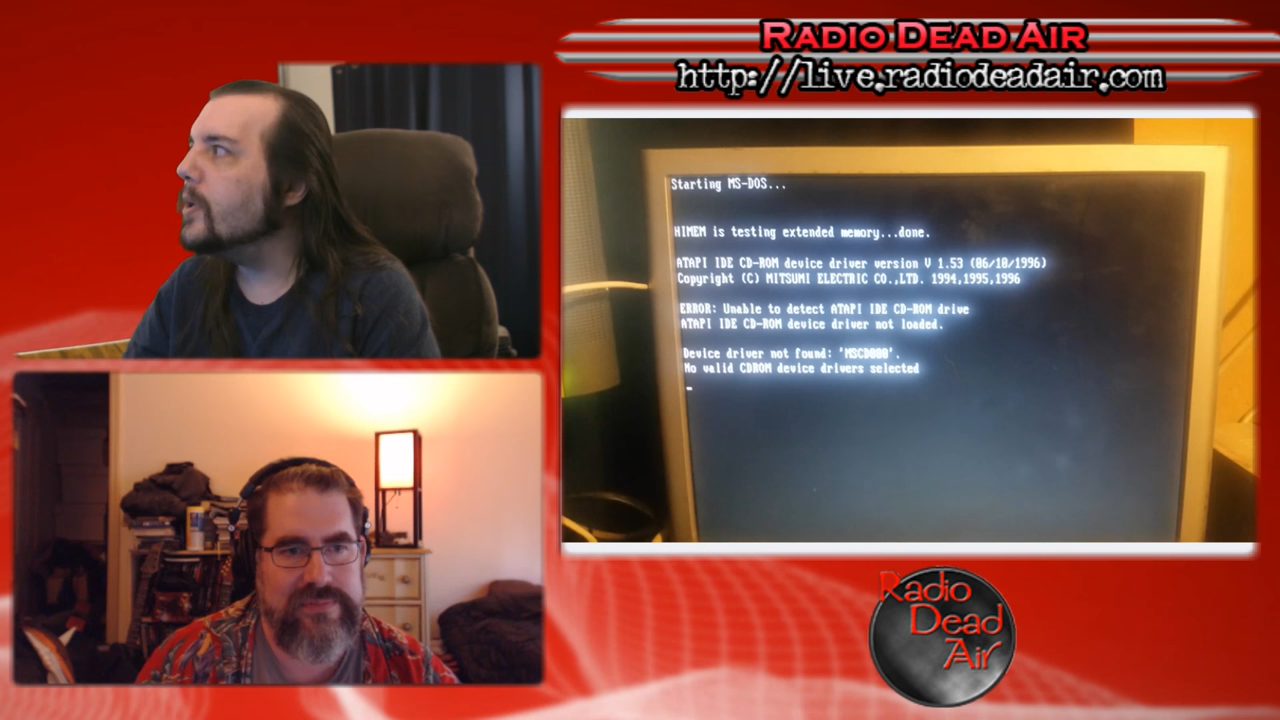 Radio Dead Air
http://live.radiodeadair.com
Starting MS-DOS...
HIMEM is testing extended memory...done.
ATAPI IDE CD-ROM device driver version V 1.53 (06/10/1996)
Copyright (C) MITSUMI ELECTRIC CO.,LTD. 1994,1995,1996
ERROR: Unable to detect ATAPI IDE CD-ROM drive
ATAPI IDE CD-ROM device driver not loaded.
Device driver not found: 'MSCD000'.
No valid CDROM device drivers selected
Radio
Dead
Air